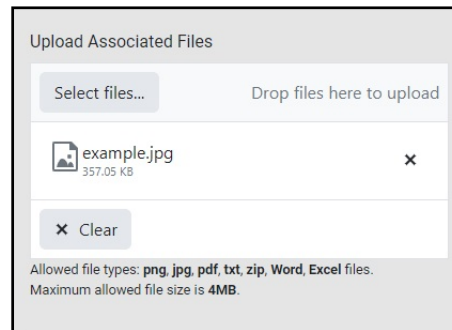 Upload Associated Files
Select files... Drop files here to upload
example.jpg
357.05 KB
Clear
Allowed file types: png, jpg, pdf, txt, zip, Word, Excel files.
Maximum allowed file size is 4MB.